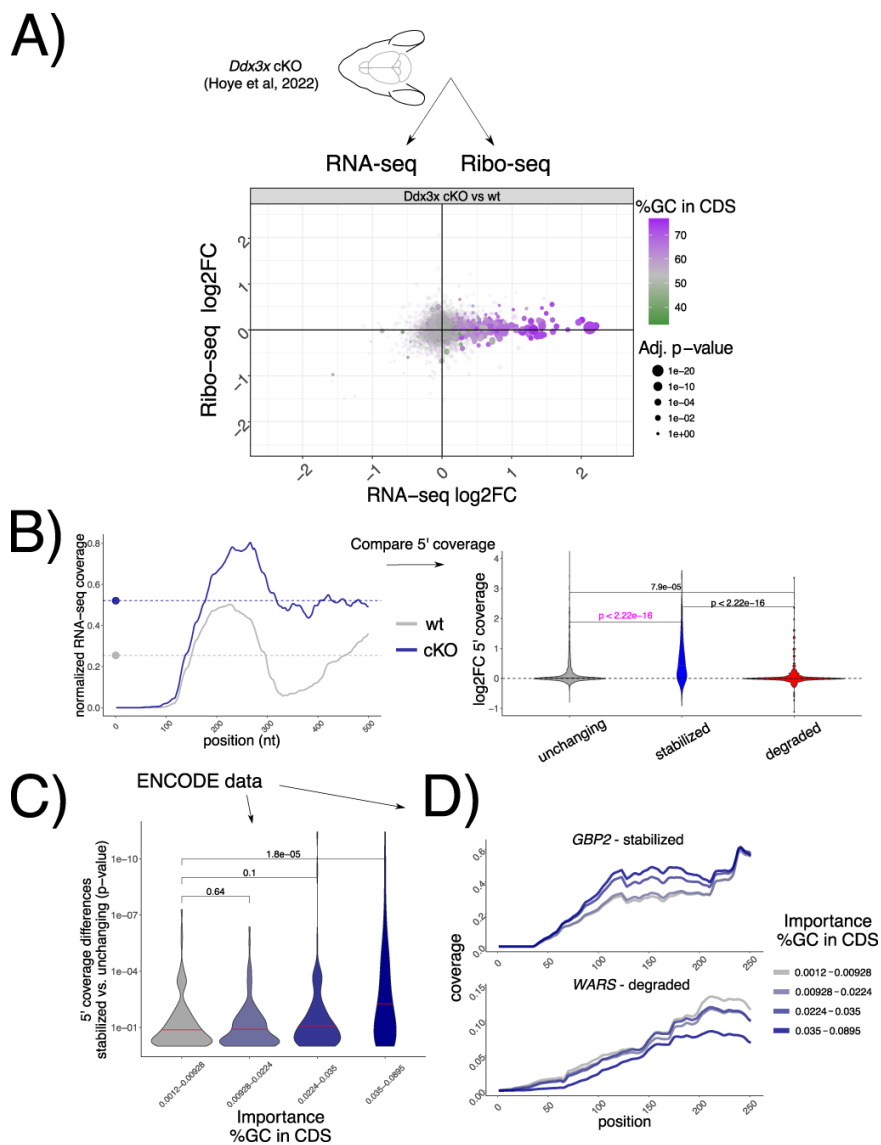 A)
Ddx3x cKO
(Hoye et al, 2022)
RNA-seq
Ribo-seq
Ddx3x cKO vs wt
Ribo-seq log2FC
2
1
0
-1
-2
-2
-1
0
1
2
RNA-seq log2FC
%GC in CDS
70
60
50
40
Adj. p-value
1e-20
1e-10
1e-04
1e-02
1e+00
B)
normalized RNA-seq coverage
0.8
0.6
0.4
0.2
0.0
0
100
200
300
400
500
position (nt)
wt
cKO
Compare 5' coverage
log2FC 5' coverage
4
3
2
1
0
-1
7.9e-05
p < 2.22e-16
p < 2.22e-16
unchanging
stabilized
degraded
C)
ENCODE data
5' coverage differences
stabilized vs. unchanging (p-value)
1e-10
1e-07
1e-04
1e-01
1.8e-05
0.1
0.64
0.0012-0.00928
0.00928-0.0224
0.0224-0.035
0.035-0.0895
Importance
%GC in CDS
D)
GBP2 - stabilized
coverage
0.6
0.4
0.2
0.0
0
50
100
150
200
250
WARS - degraded
0.15
0.10
0.05
0.00
0
50
100
150
200
250
position
Importance
%GC in CDS
0.0012-0.00928
0.00928-0.0224
0.0224-0.035
0.035-0.0895